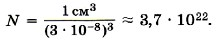 N = 1 см³ / (3 · 10⁻⁸)³ ≈ 3,7 · 10²².